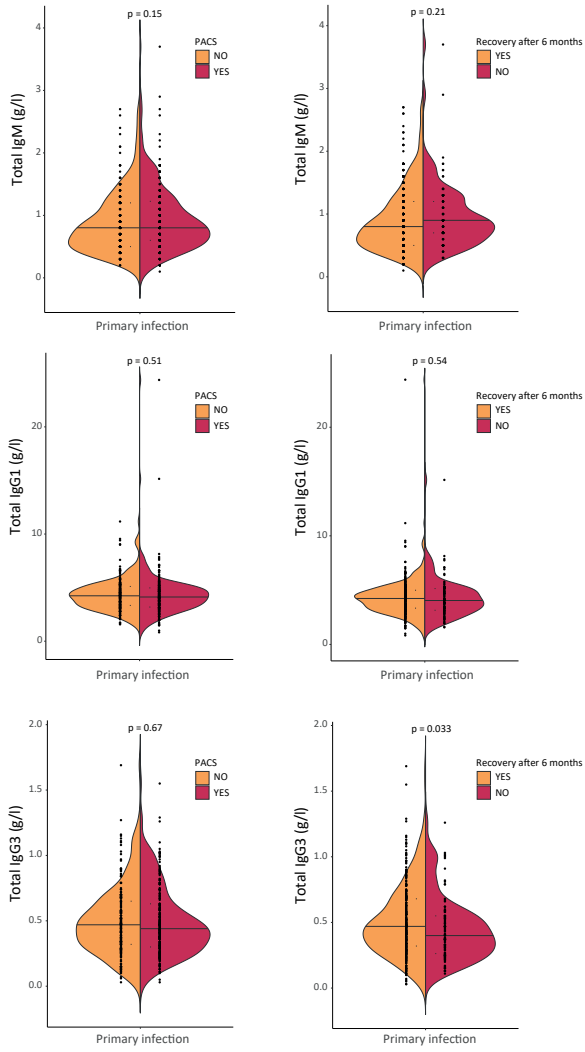 p = 0.15
PACS
NO
YES
Total IgM (g/l)
4
3
2
1
0
Primary infection
p = 0.21
Recovery after 6 months
YES
NO
Total IgM (g/l)
4
3
2
1
0
Primary infection
p = 0.51
PACS
NO
YES
Total IgG1 (g/l)
20
10
0
Primary infection
p = 0.54
Recovery after 6 months
YES
NO
Total IgG1 (g/l)
20
10
0
Primary infection
p = 0.67
PACS
NO
YES
Total IgG3 (g/l)
2.0
1.5
1.0
0.5
0.0
Primary infection
p = 0.033
Recovery after 6 months
YES
NO
Total IgG3 (g/l)
2.0
1.5
1.0
0.5
0.0
Primary infection